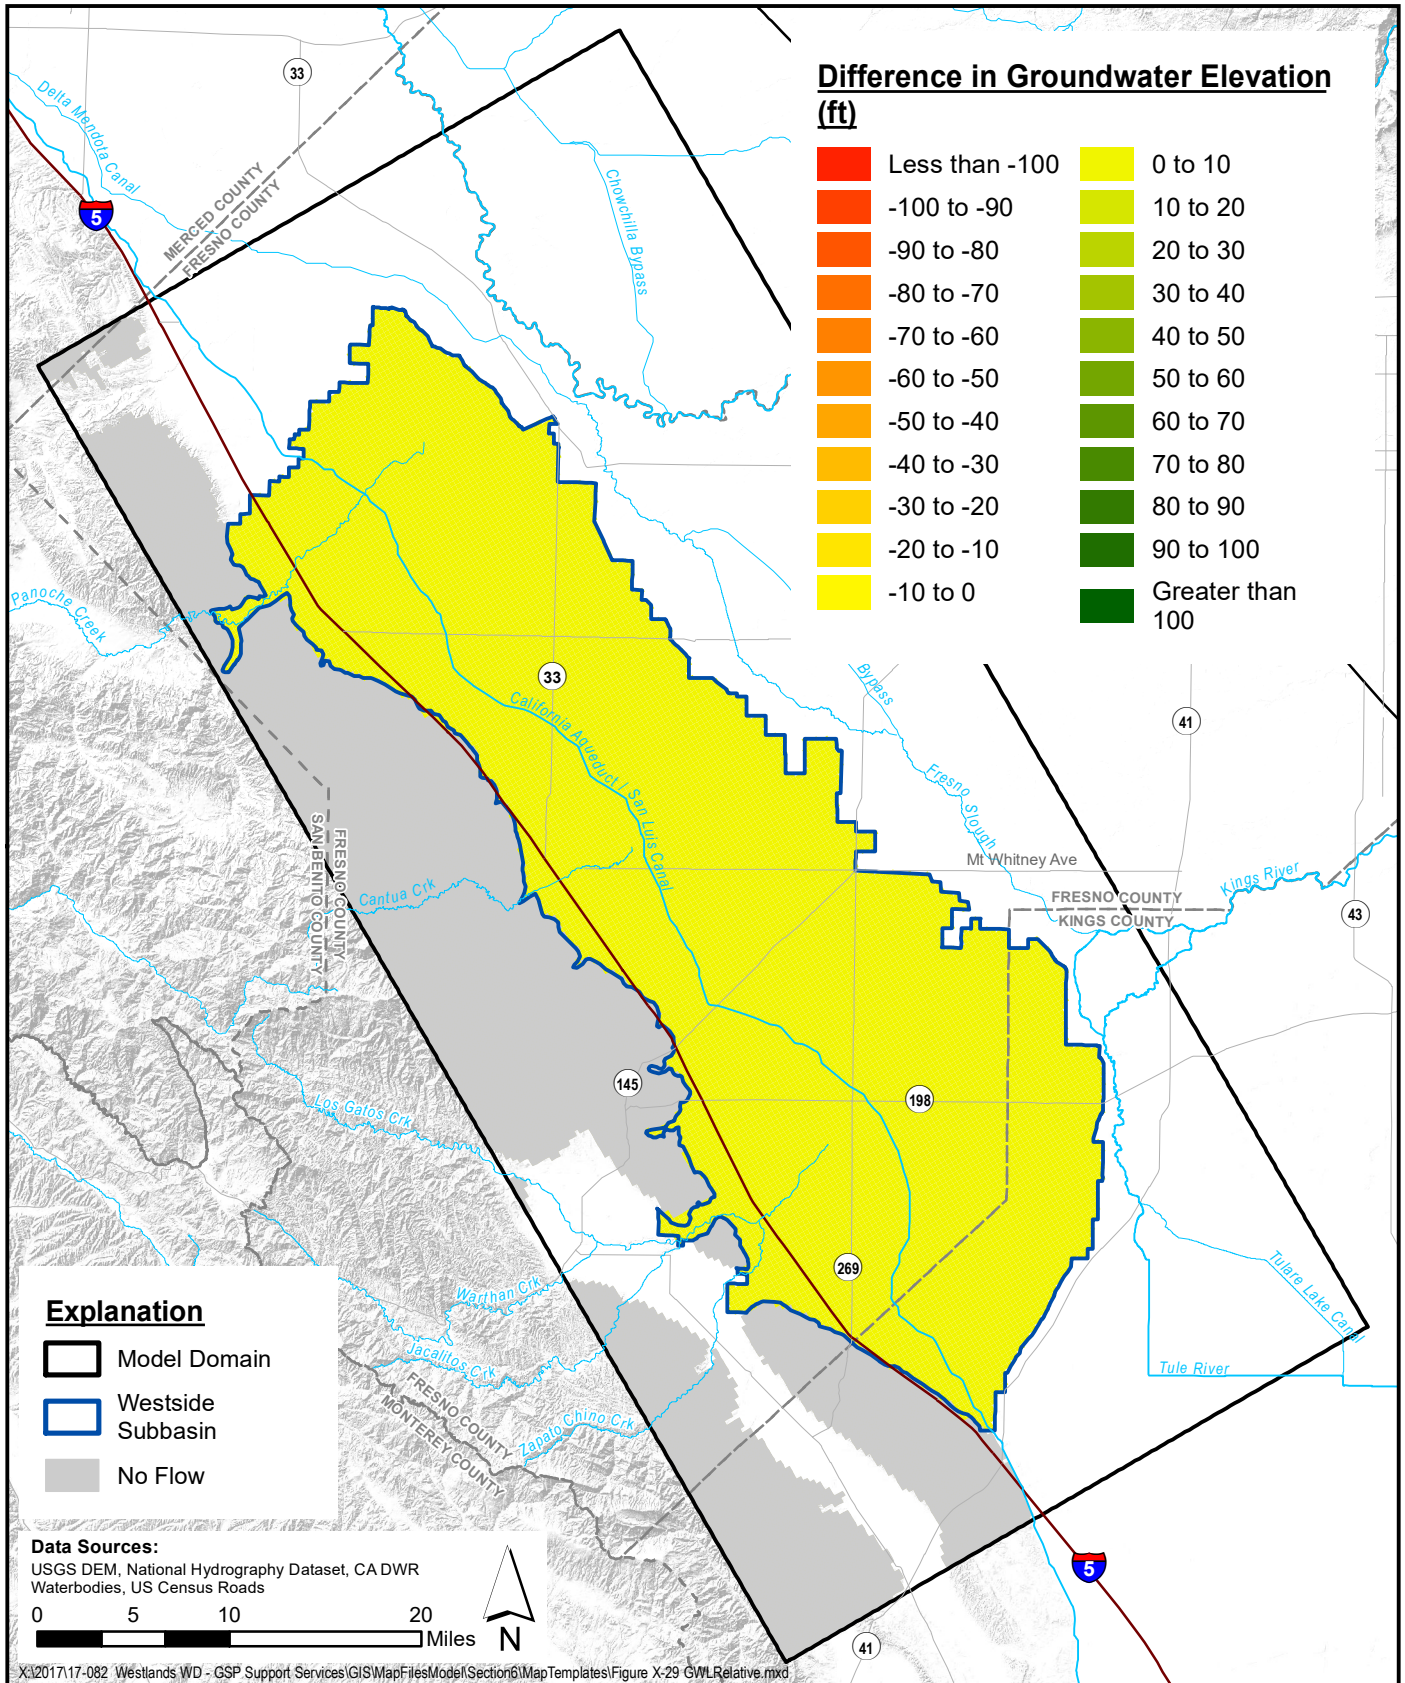 Difference in Groundwater Elevation
(ft)
Less than -100
-100 to -90
-90 to -80
-80 to -70
-70 to -60
-60 to -50
-50 to -40
-40 to -30
-30 to -20
-20 to -10
-10 to 0
0 to 10
10 to 20
20 to 30
30 to 40
40 to 50
50 to 60
60 to 70
70 to 80
80 to 90
90 to 100
Greater than
100
33
Delta Mendota Canal
5
MERCED COUNTY
FRESNO COUNTY
Chowchilla Bypass
Panoche Creek
33
California Aqueduct / San Luis Canal
Bypass
41
Fresno Slough
Mt Whitney Ave
Kings River
FRESNO COUNTY
KINGS COUNTY
43
SAN BENITO COUNTY
FRESNO COUNTY
Cantua Crk
145
198
Los Gatos Crk
269
Warthan Crk
Jacalitos Crk
Tulare Lake Canal
Tule River
FRESNO COUNTY
MONTEREY COUNTY
Zapato Chino Crk
5
41
Explanation
Model Domain
Westside
Subbasin
No Flow
Data Sources:
USGS DEM, National Hydrography Dataset, CA DWR
Waterbodies, US Census Roads
0 5 10 20
Miles
N
X:\2017\17-082 Westlands WD - GSP Support Services\GIS\MapFilesModel\Section6\MapTemplates\Figure X-29 GWLRelative.mxd